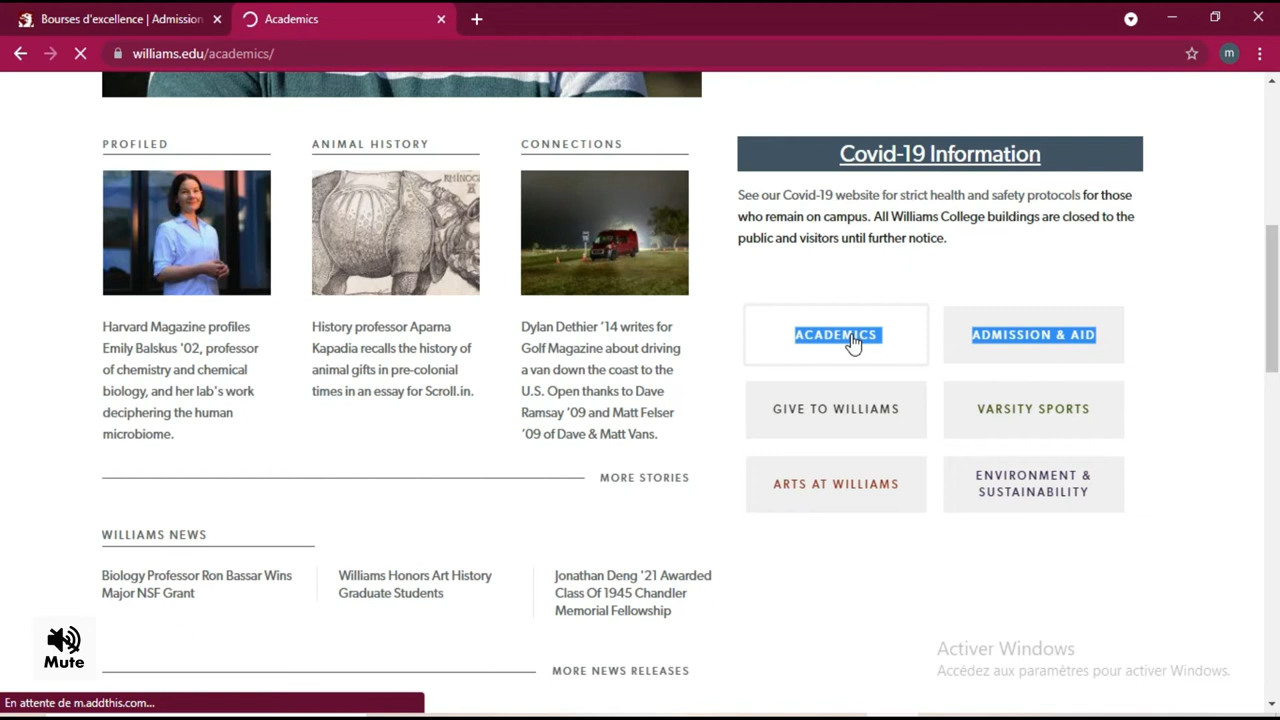 Bourses d'excellence | Admission
Academics
williams.edu/academics/
m
PROFILED
ANIMAL HISTORY
CONNECTIONS
RHINOC
Covid-19 Information
See our Covid-19 website for strict health and safety protocols for those
who remain on campus. All Williams College buildings are closed to the
public and visitors until further notice.
Harvard Magazine profiles
Emily Balskus '02, professor
of chemistry and chemical
biology, and her lab's work
deciphering the human
microbiome.
History professor Aparna
Kapadia recalls the history of
animal gifts in pre-colonial
times in an essay for Scroll.in.
Dylan Dethier ’14 writes for
Golf Magazine about driving
a van down the coast to the
U.S. Open thanks to Dave
Ramsay ’09 and Matt Felser
’09 of Dave & Matt Vans.
ACADEMICS
ADMISSION & AID
GIVE TO WILLIAMS
VARSITY SPORTS
ARTS AT WILLIAMS
ENVIRONMENT &
SUSTAINABILITY
MORE STORIES
WILLIAMS NEWS
Biology Professor Ron Bassar Wins
Major NSF Grant
Williams Honors Art History
Graduate Students
Jonathan Deng '21 Awarded
Class Of 1945 Chandler
Memorial Fellowship
MORE NEWS RELEASES
Mute
Activer Windows
Accédez aux paramètres pour activer Windows.
En attente de m.addthis.com...